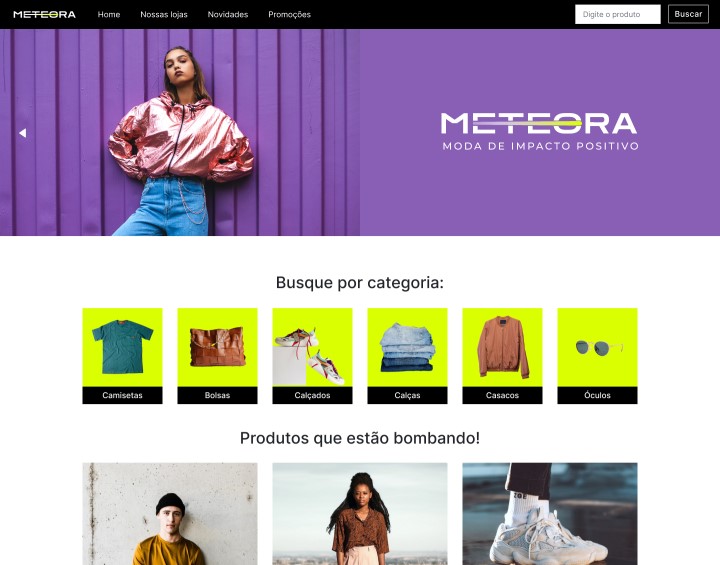 METEORA
Home
Nossas lojas
Novidades
Promoções
Digite o produto
Buscar
METEORA
MODA DE IMPACTO POSITIVO
Busque por categoria:
Camisetas
Bolsas
Calçados
Calças
Casacos
Óculos
Produtos que estão bombando!